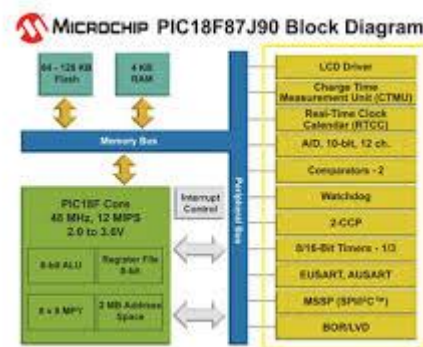 MICROCHIP PIC18F87J90 Block Diagram
64 - 128 KB
Flash
4 KB
RAM
Memory Bus
PIC18F Core
48 MHz, 12 MIPS
2.0 to 3.6V
8-bit ALU
Register File
8-bit
8 x 8 MPY
2 MB Address
Space
Interrupt
Control
Peripheral Bus
LCD Driver
Charge Time
Measurement Unit (CTMU)
Real-Time Clock
Calendar (RTCC)
A/D, 10-bit, 12 ch.
Comparators - 2
Watchdog
2-CCP
8/16-Bit Timers - 1/3
EUSART, AUSART
MSSP (SPI/I²C™)
BOR/LVD